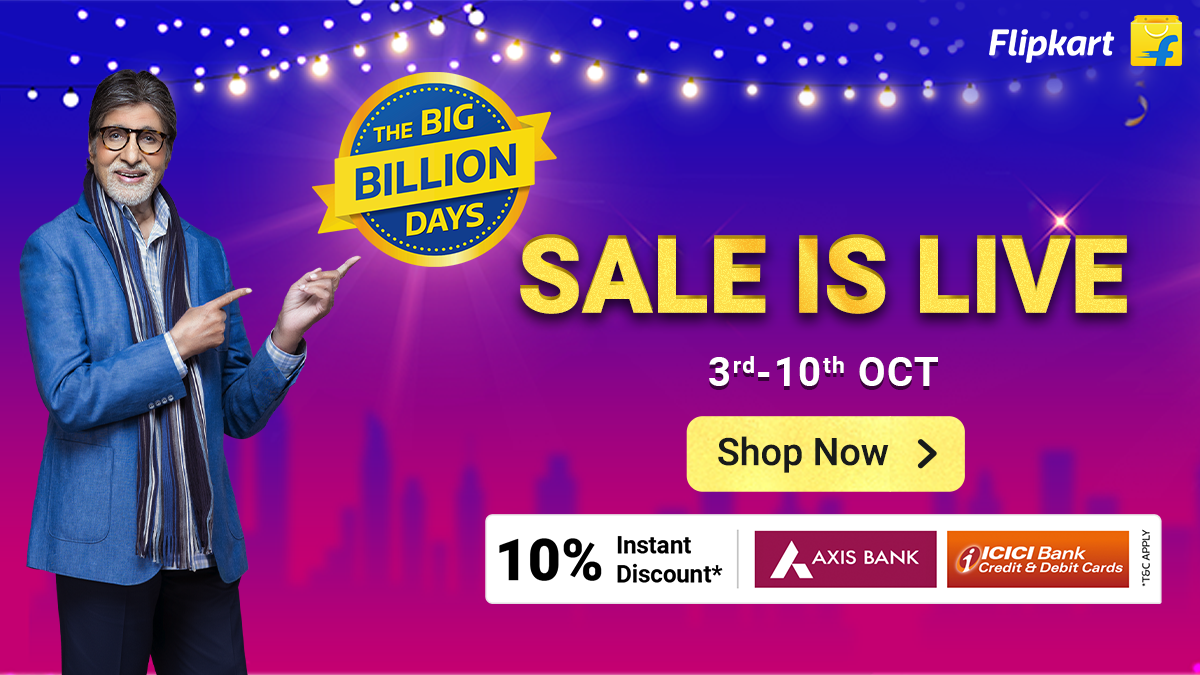 Flipkart
THE BIG
BILLION
DAYS
SALE IS LIVE
3rd-10th OCT
Shop Now
10%
Instant
Discount*
AXIS BANK
ICICI Bank
Credit & Debit Cards
*T&C APPLY